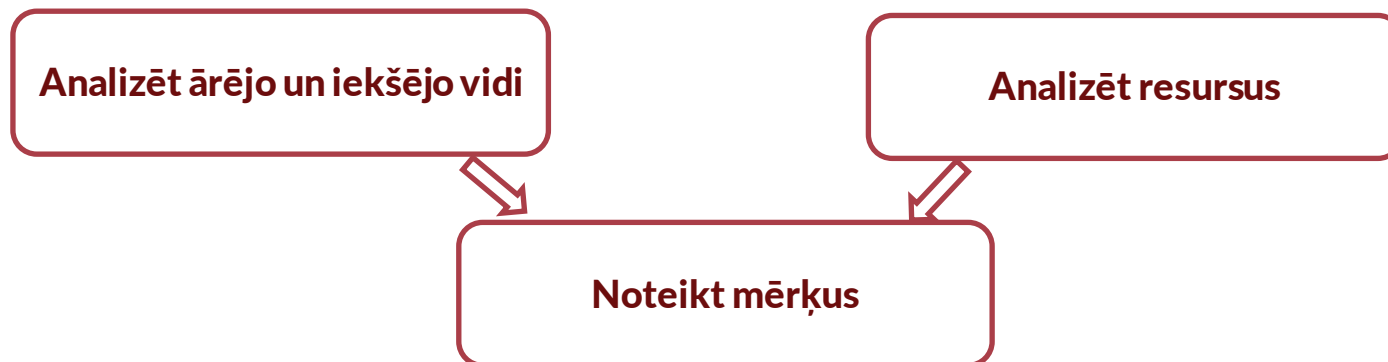 Analizēt ārējo un iekšējo vidi
Analizēt resursus
Noteikt mērķus